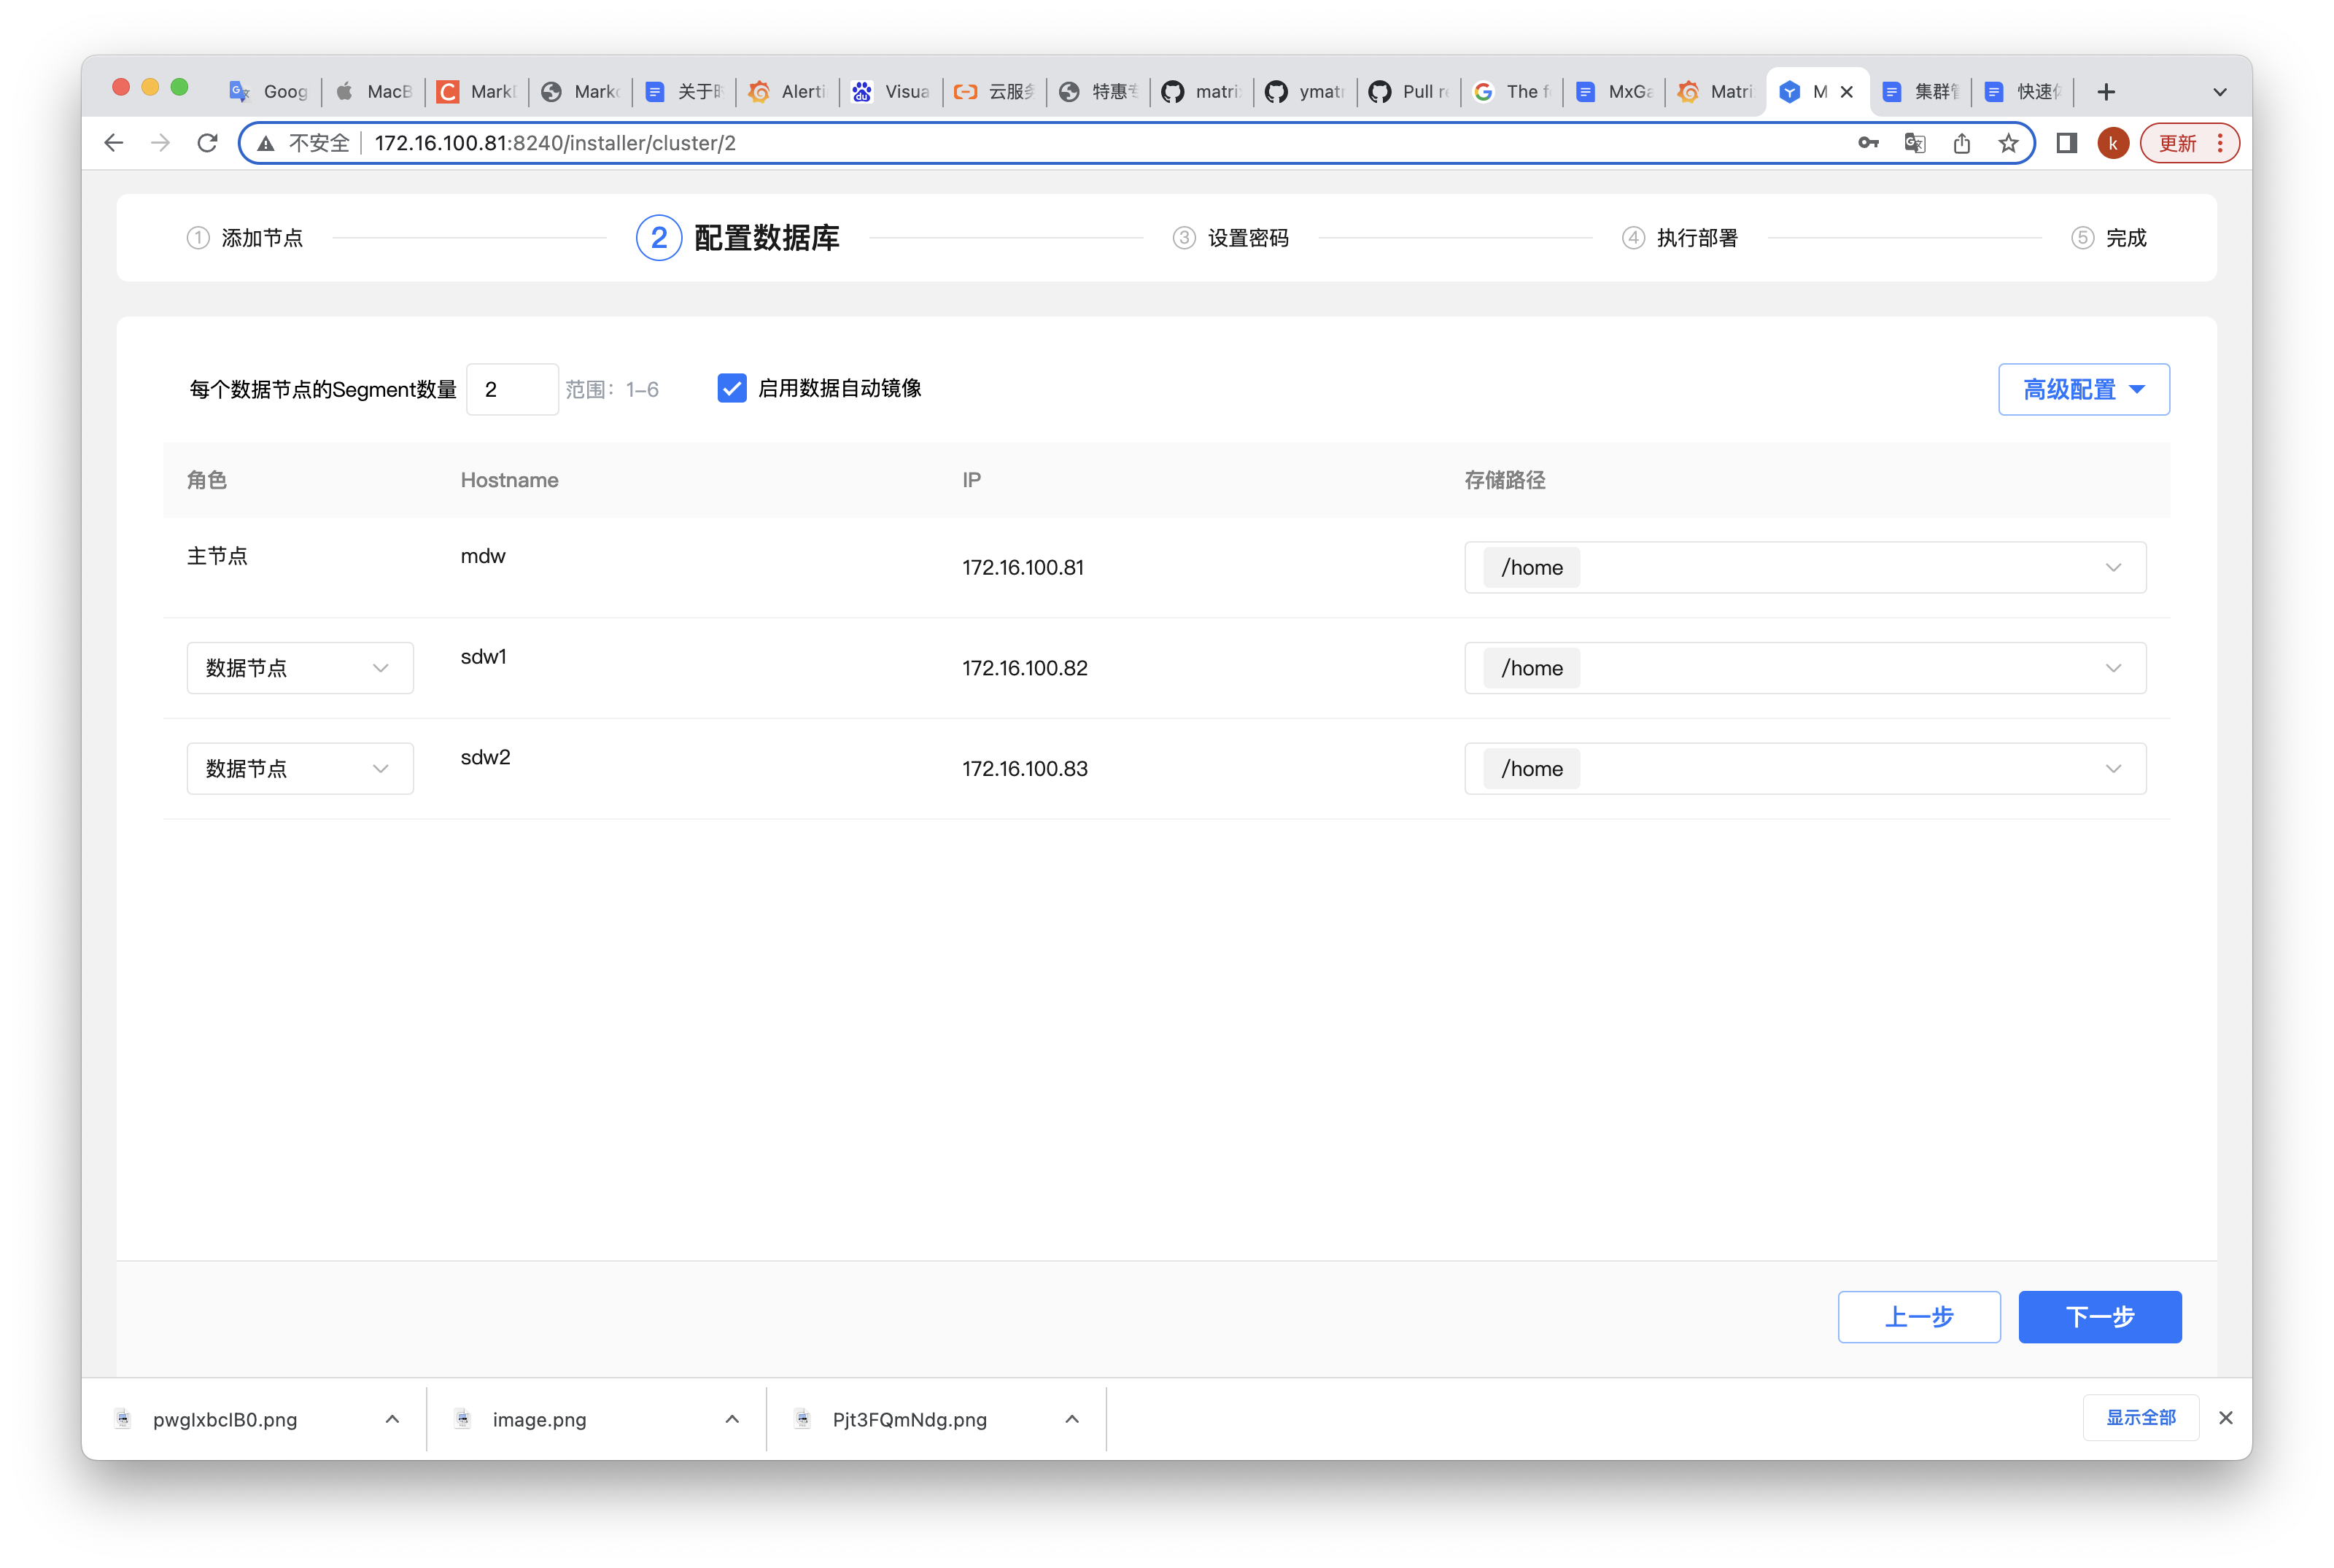 Goog
MacB
Mark
Mark
关于
Alerti
Visua
云服
特惠
matri
ymatr
Pull r
The f
MxGa
Matri
M
集群
快速
不安全
172.16.100.81:8240/installer/cluster/2
k
更新
1 添加节点
2 配置数据库
3 设置密码
4 执行部署
5 完成
每个数据节点的Segment数量 2 范围：1-6 启用数据自动镜像 高级配置
角色 Hostname IP 存储路径
主节点 mdw 172.16.100.81 /home
数据节点 sdw1 172.16.100.82 /home
数据节点 sdw2 172.16.100.83 /home
上一步 下一步
image.png
Pjt3FQmNdg.png
显示全部